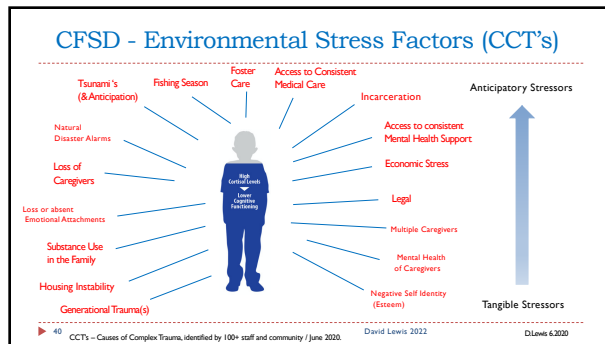 CFSD - Environmental Stress Factors (CCT's)
Tsunami 's
(& Anticipation)
Fishing Season
Foster
Care
Access to Consistent
Medical Care
Incarceration
Anticipatory Stressors
Natural
Disaster Alarms
Access to consistent
Mental Health Support
Loss of
Caregivers
High
Cortisol Levels
Lower
Cognitive
Functioning
Economic Stress
Loss or absent
Emotional Attachments
Legal
Substance Use
in the Family
Multiple Caregivers
Housing Instability
Mental Health
of Caregivers
Generational Trauma(s)
Negative Self Identity
(Esteem)
Tangible Stressors
40
CCT's – Causes of Complex Trauma, identified by 100+ staff and community / June 2020.
David Lewis 2022
D.Lewis 6.2020